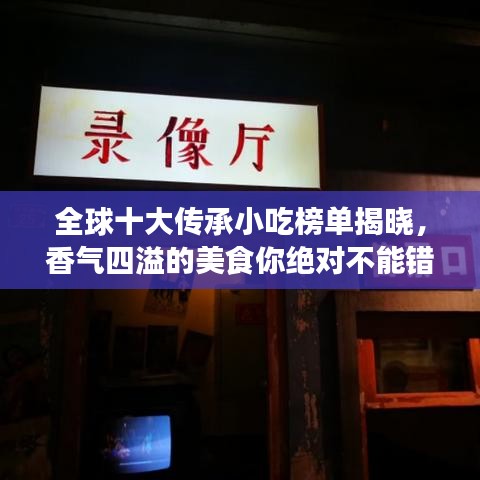 录像厅
全球十大传承小吃榜单揭晓，
香气四溢的美食你绝对不能错
口